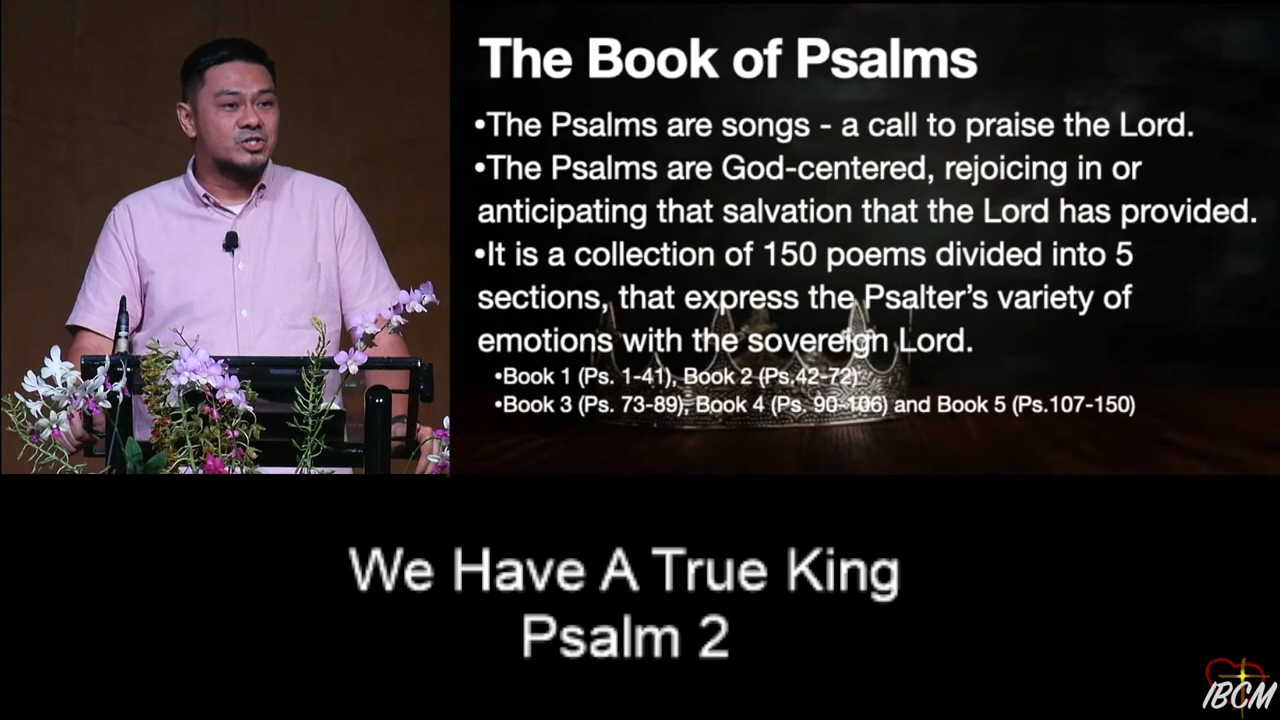 The Book of Psalms
•The Psalms are songs - a call to praise the Lord.
•The Psalms are God-centered, rejoicing in or
anticipating that salvation that the Lord has provided.
•It is a collection of 150 poems divided into 5
sections, that express the Psalter's variety of
emotions with the sovereign Lord.
•Book 1 (Ps. 1-41), Book 2 (Ps.42-72)
•Book 3 (Ps. 73-89), Book 4 (Ps. 90-106) and Book 5 (Ps.107-150)
We Have A True King
Psalm 2
IBCM